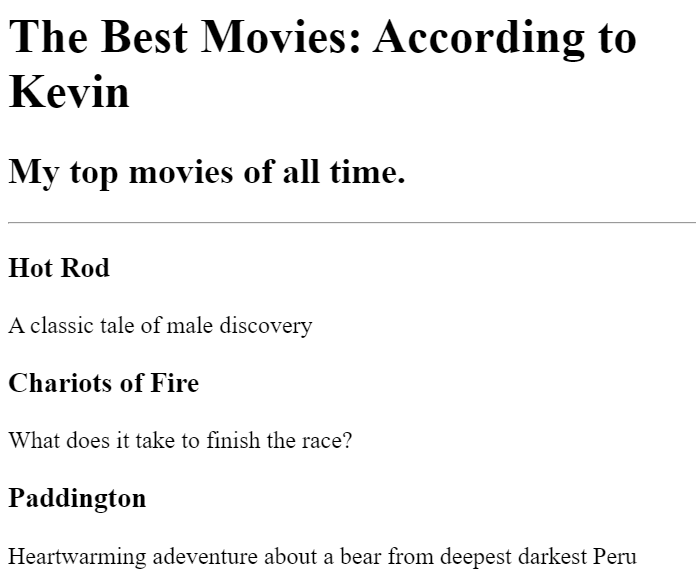 The Best Movies: According to
Kevin
My top movies of all time.
Hot Rod
A classic tale of male discovery
Chariots of Fire
What does it take to finish the race?
Paddington
Heartwarming adeventure about a bear from deepest darkest Peru